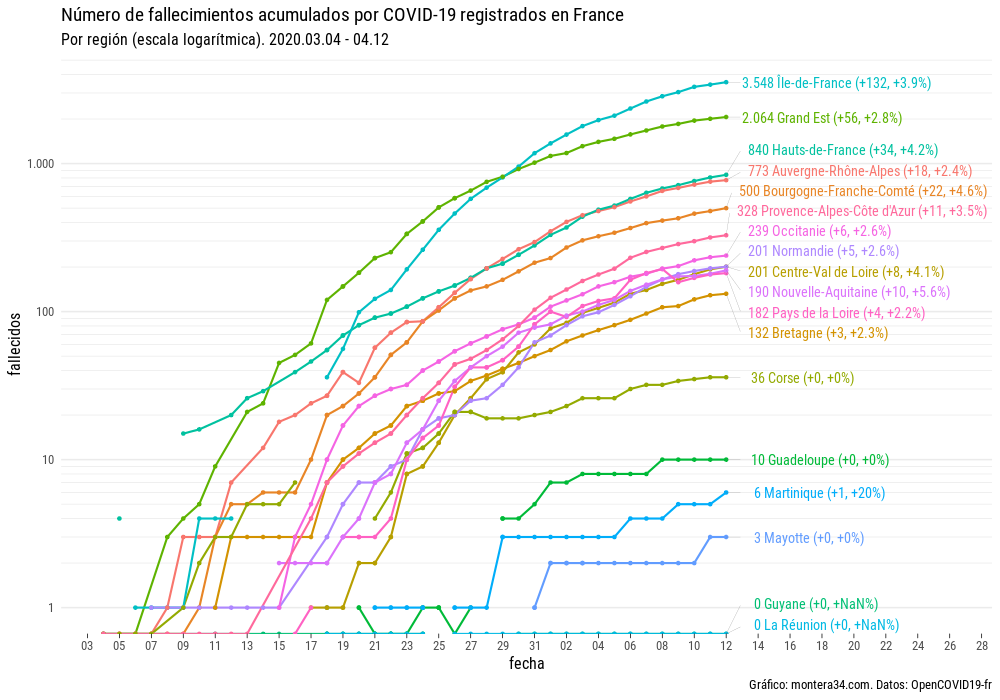 Número de fallecimientos acumulados por COVID-19 registrados en France
Por región (escala logarítmica). 2020.03.04 - 04.12
3.548 Île-de-France (+132, +3.9%)
2.064 Grand Est (+56, +2.8%)
840 Hauts-de-France (+34, +4.2%)
773 Auvergne-Rhône-Alpes (+18, +2.4%)
500 Bourgogne-Franche-Comté (+22, +4.6%)
328 Provence-Alpes-Côte d'Azur (+11, +3.5%)
239 Occitanie (+6, +2.6%)
201 Normandie (+5, +2.6%)
201 Centre-Val de Loire (+8, +4.1%)
190 Nouvelle-Aquitaine (+10, +5.6%)
182 Pays de la Loire (+4, +2.2%)
132 Bretagne (+3, +2.3%)
36 Corse (+0, +0%)
10 Guadeloupe (+0, +0%)
6 Martinique (+1, +20%)
3 Mayotte (+0, +0%)
0 Guyane (+0, +NaN%)
0 La Réunion (+0, +NaN%)
1.000
100
10
1
fallecidos
03 05 07 09 11 13 15 17 19 21 23 25 27 29 31 02 04 06 08 10 12 14 16 18 20 22 24 26 28
fecha
Gráfico: montera34.com. Datos: OpenCOVID19-fr